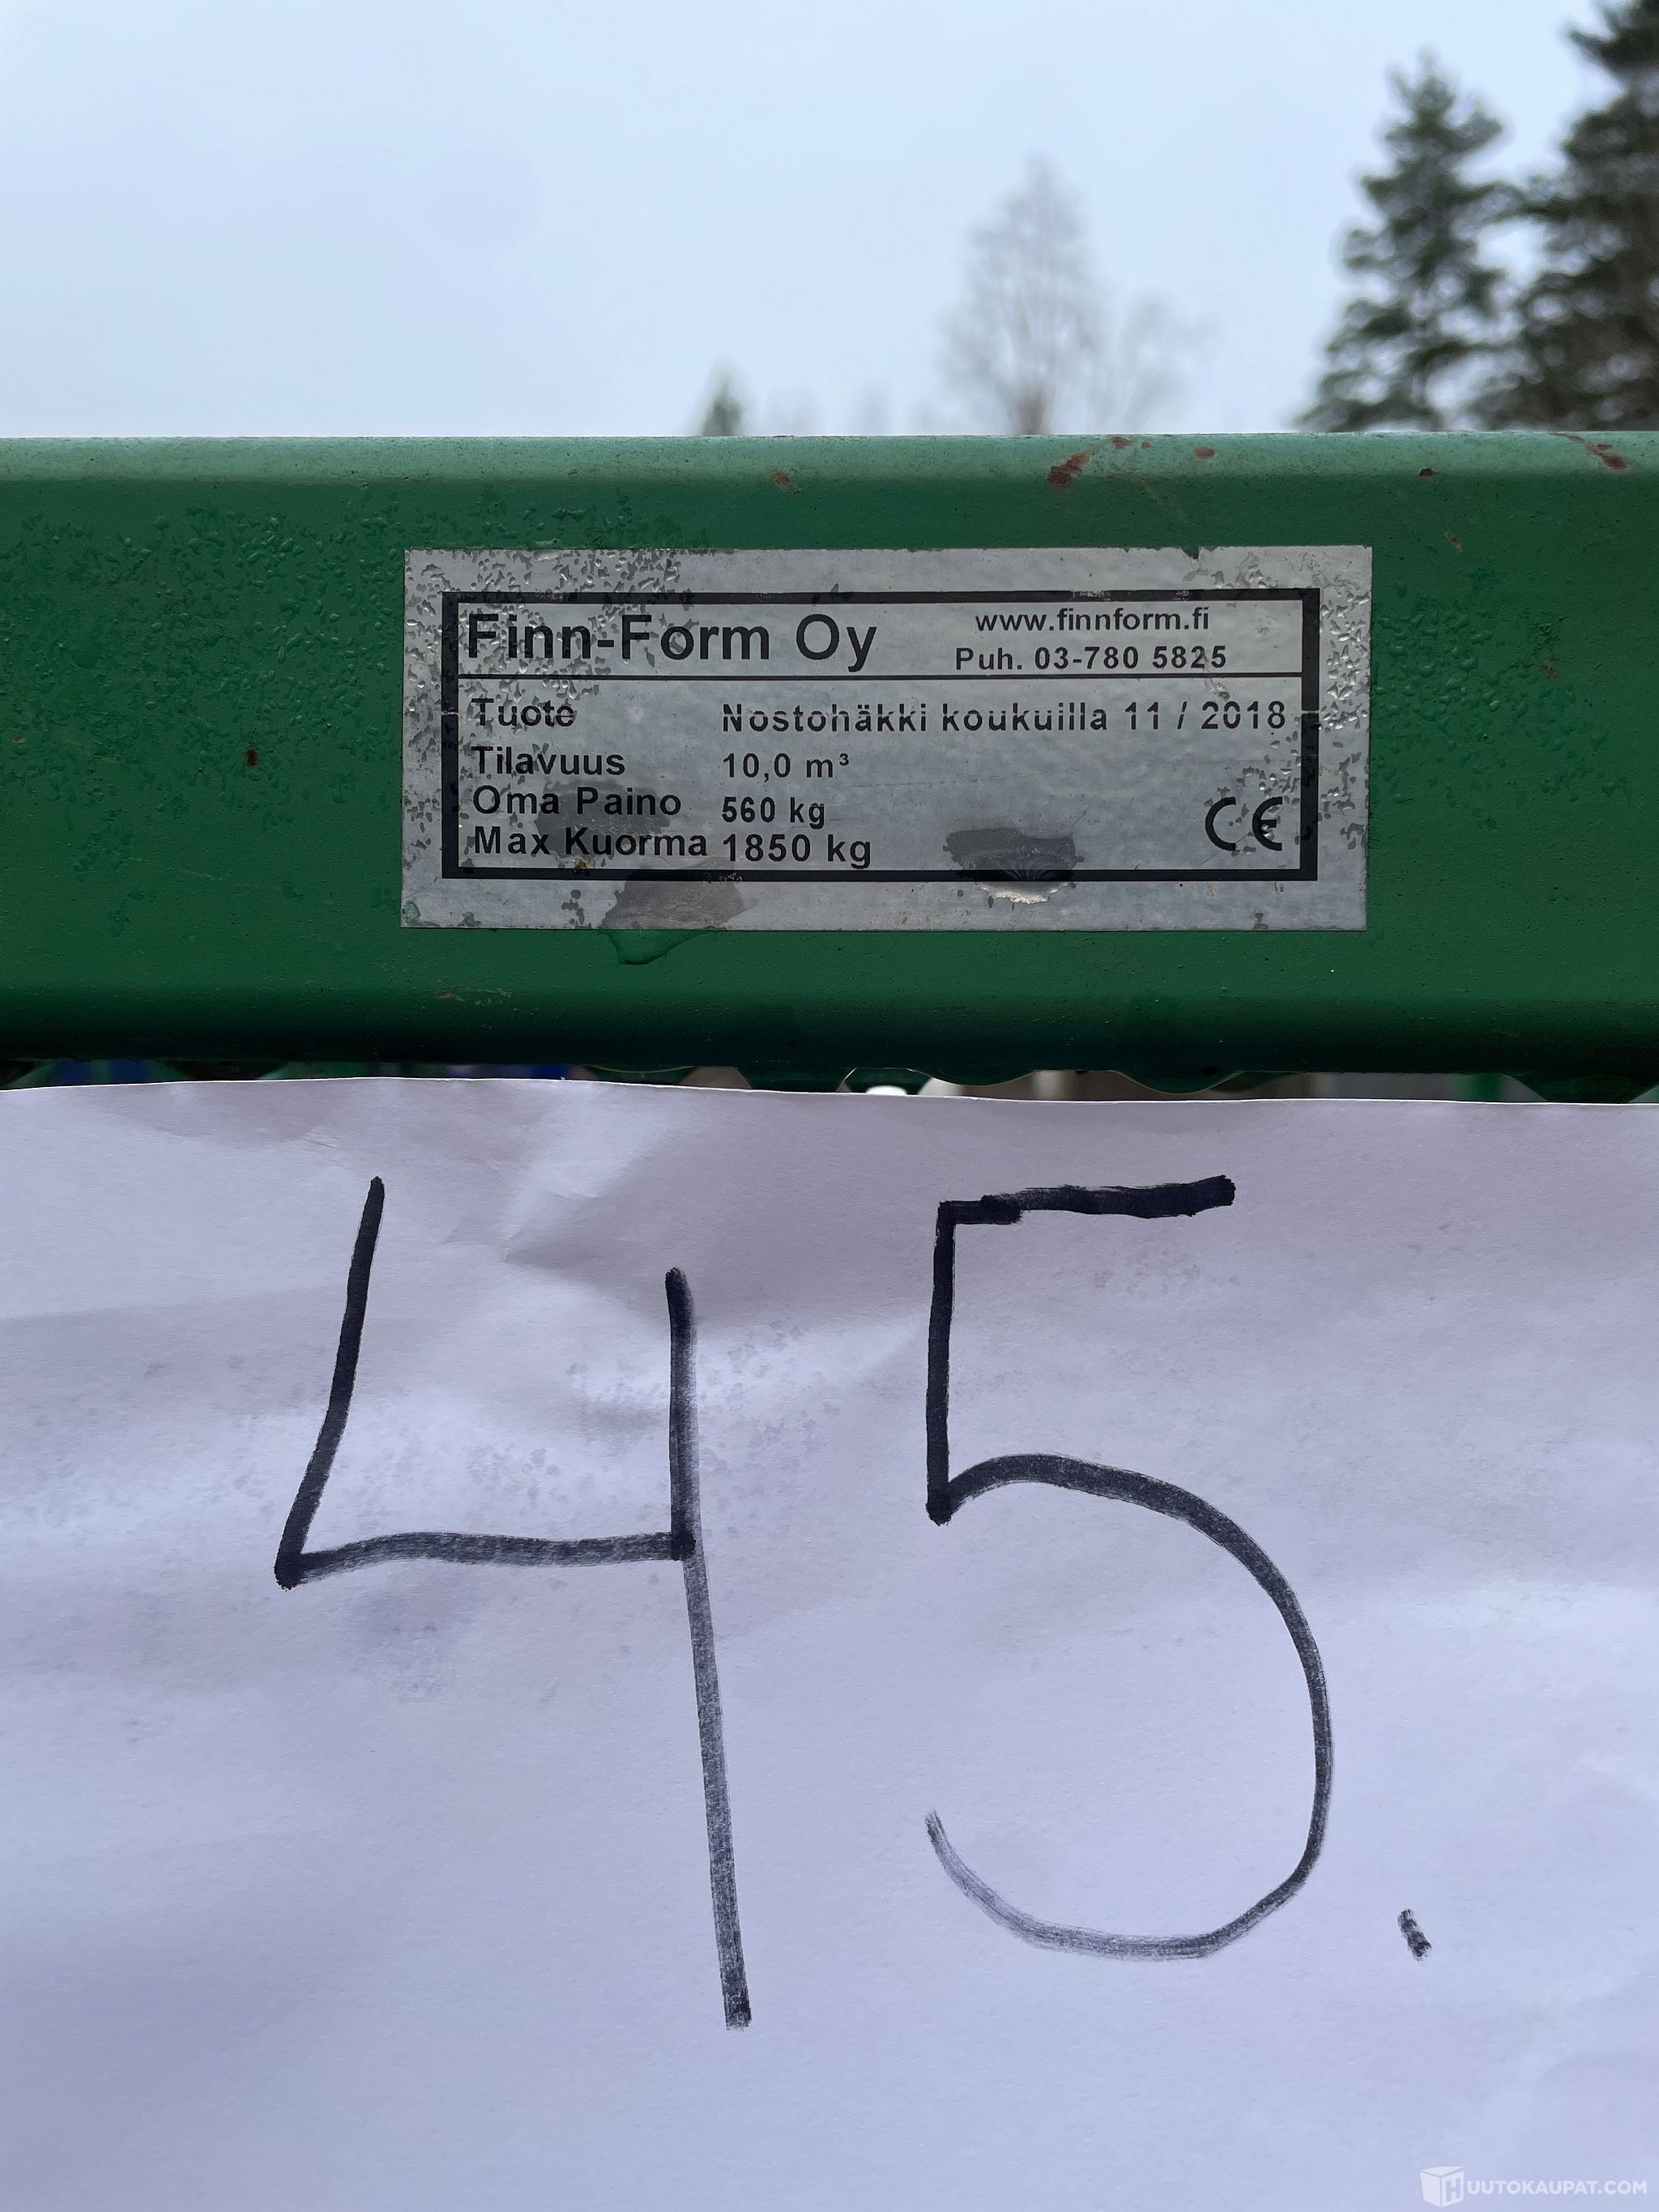 Finn-Form Oy
www.finnform.fi
Puh. 03-780 5825
Tuote Nostohäkki koukuilla 11 / 2018
Tilavuus 10,0 m³
Oma Paino 560 kg
Max Kuorma 1850 kg
CE
45.
HUUTOKAUPAT.COM